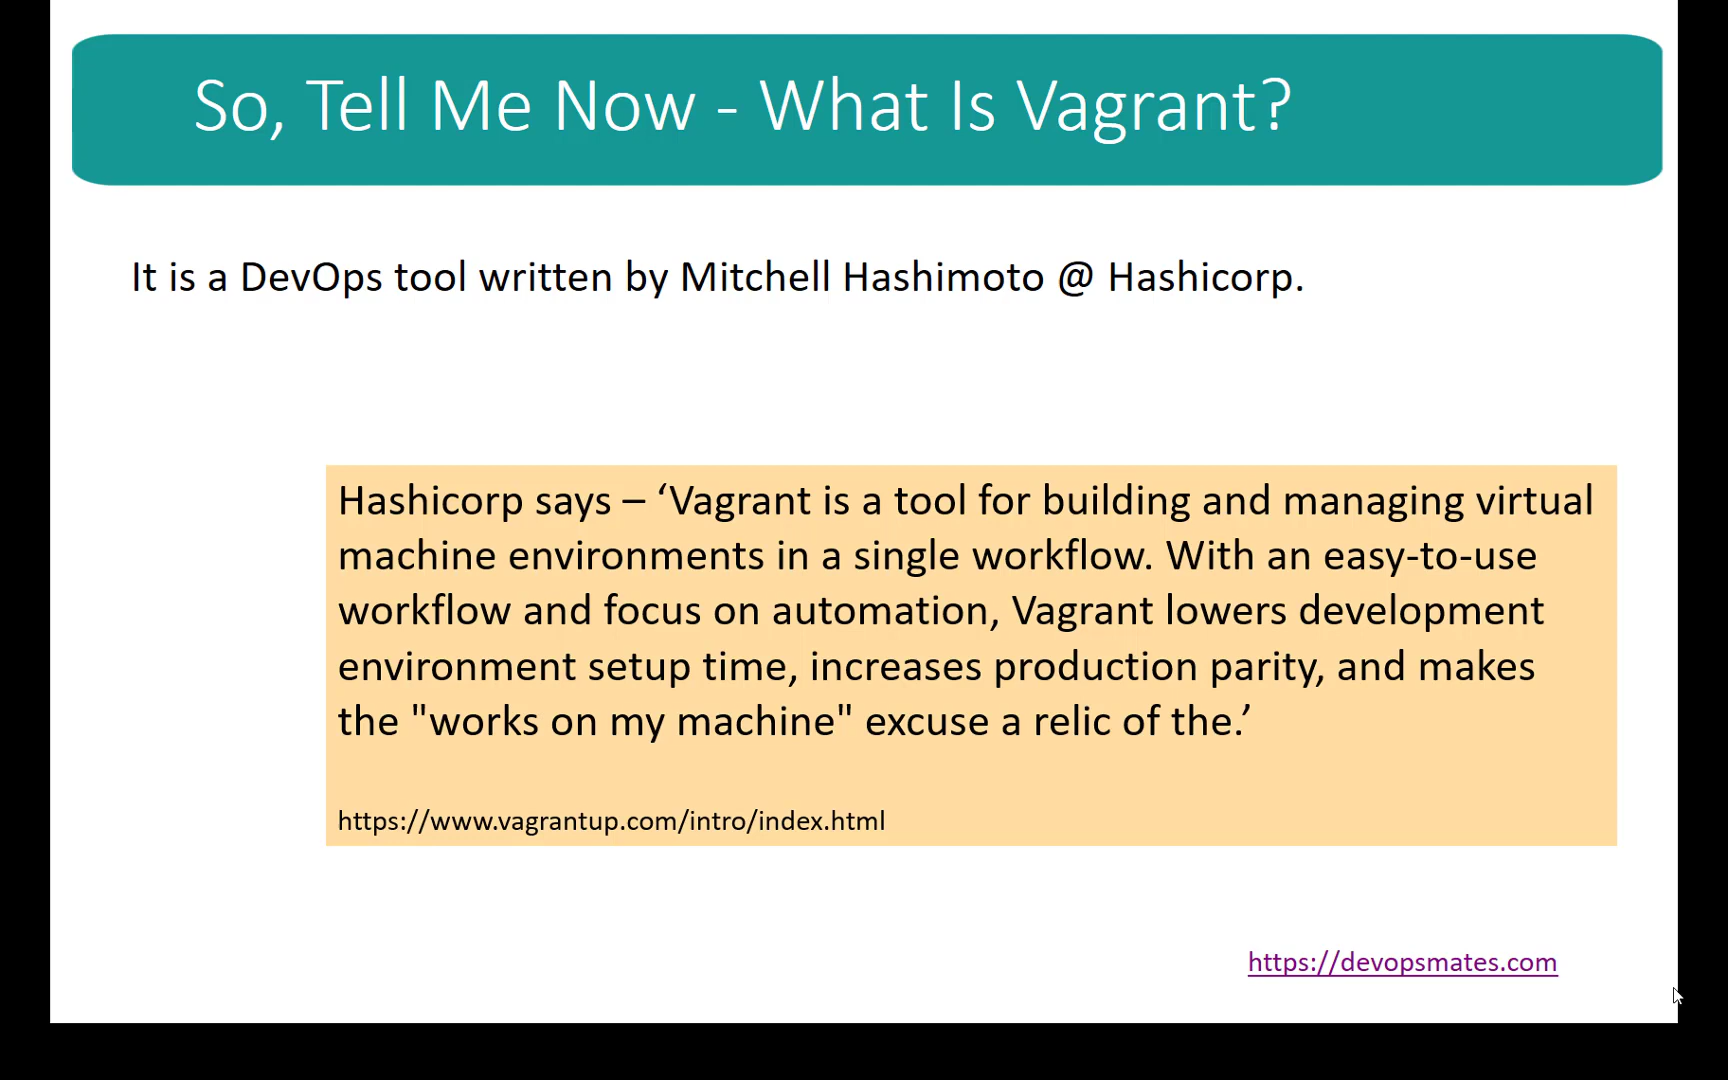 So, Tell Me Now - What Is Vagrant?
It is a DevOps tool written by Mitchell Hashimoto @ Hashicorp.
Hashicorp says – ‘Vagrant is a tool for building and managing virtual
machine environments in a single workflow. With an easy-to-use
workflow and focus on automation, Vagrant lowers development
environment setup time, increases production parity, and makes
the "works on my machine" excuse a relic of the.’
https://www.vagrantup.com/intro/index.html
https://devopsmates.com